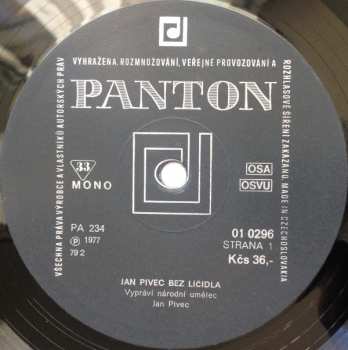 VŠECHNA PRÁVA VÝROBCE A VLASTNÍKŮ AUTORSKÝCH PRÁV
VYHRAŽENA. ROZMNOŽOVÁNÍ, VEŘEJNÉ PROVOZOVÁNÍ A
ROZHLASOVÉ ŠÍŘENÍ ZAKÁZÁNO. MADE IN CZECHOSLOVAKIA
PANTON
33
MONO
OSA
OSVU
PA 234
Ⓟ 1977
79 2
01 0296
STRANA 1
Kčs 36,-
JAN PIVEC BEZ LÍČIDLA
Vypráví národní umělec
Jan Pivec